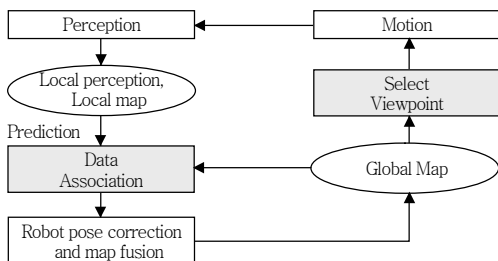 Perception
Motion
Local perception,
Local map
Select
Viewpoint
Prediction
Data
Association
Global Map
Robot pose correction
and map fusion